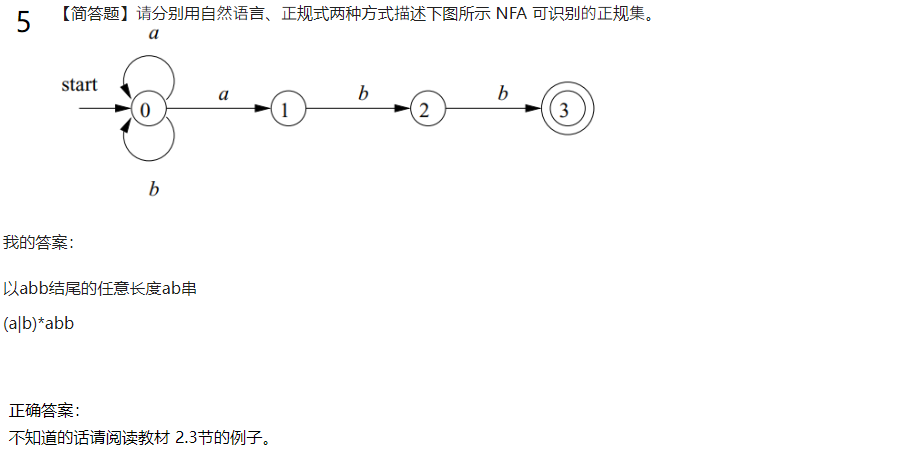 5 【简答题】请分别用自然语言、正规式两种方式描述下图所示 NFA 可识别的正规集。
a
start
0 a 1 b 2 b 3
b
我的答案：
以abb结尾的任意长度ab串
(a|b)*abb
正确答案：
不知道的话请阅读教材 2.3节的例子。